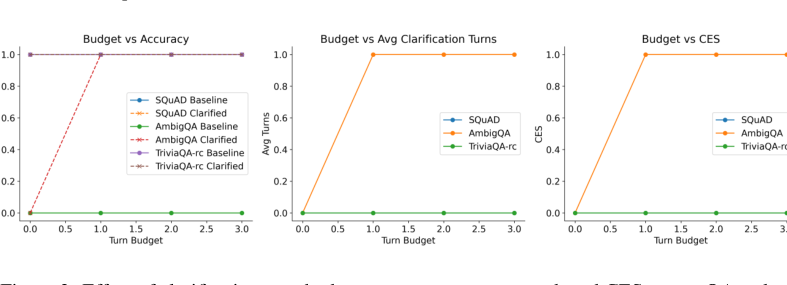 Budget vs Accuracy
1.0
0.8
0.6
0.4
0.2
0.0
SQuAD Baseline
SQuAD Clarified
AmbigQA Baseline
AmbigQA Clarified
TriviaQA-rc Baseline
TriviaQA-rc Clarified
0.0 0.5 1.0 1.5 2.0 2.5 3.0
Turn Budget
Budget vs Avg Clarification Turns
Avg Turns
1.0
0.8
0.6
0.4
0.2
0.0
SQuAD
AmbigQA
TriviaQA-rc
0.0 0.5 1.0 1.5 2.0 2.5 3.0
Turn Budget
Budget vs CES
CES
1.0
0.8
0.6
0.4
0.2
0.0
SQuAD
AmbigQA
TriviaQA-rc
0.0 0.5 1.0 1.5 2.0 2.5 3.
Turn Budget